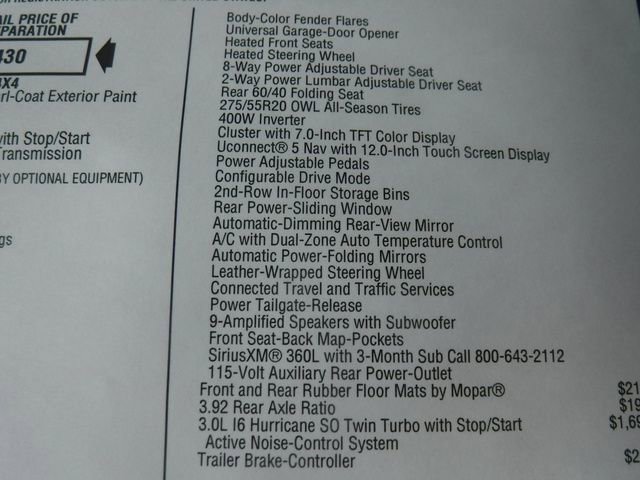 AIL PRICE OF
EPARATION
430
4X4
arl-Coat Exterior Paint
with Stop/Start
Transmission
BY OPTIONAL EQUIPMENT)
gs
Body-Color Fender Flares
Universal Garage-Door Opener
Heated Front Seats
Heated Steering Wheel
8-Way Power Adjustable Driver Seat
2-Way Power Lumbar Adjustable Driver Seat
Rear 60/40 Folding Seat
275/55R20 OWL All-Season Tires
400W Inverter
Cluster with 7.0-Inch TFT Color Display
Uconnect® 5 Nav with 12.0-Inch Touch Screen Display
Power Adjustable Pedals
Configurable Drive Mode
2nd-Row In-Floor Storage Bins
Rear Power-Sliding Window
Automatic-Dimming Rear-View Mirror
A/C with Dual-Zone Auto Temperature Control
Automatic Power-Folding Mirrors
Leather-Wrapped Steering Wheel
Connected Travel and Traffic Services
Power Tailgate-Release
9-Amplified Speakers with Subwoofer
Front Seat-Back Map-Pockets
SiriusXM® 360L with 3-Month Sub Call 800-643-2112
115-Volt Auxiliary Rear Power-Outlet
Front and Rear Rubber Floor Mats by Mopar® $21
3.92 Rear Axle Ratio $19
3.0L I6 Hurricane SO Twin Turbo with Stop/Start $1,69
Active Noise-Control System
Trailer Brake-Controller $2